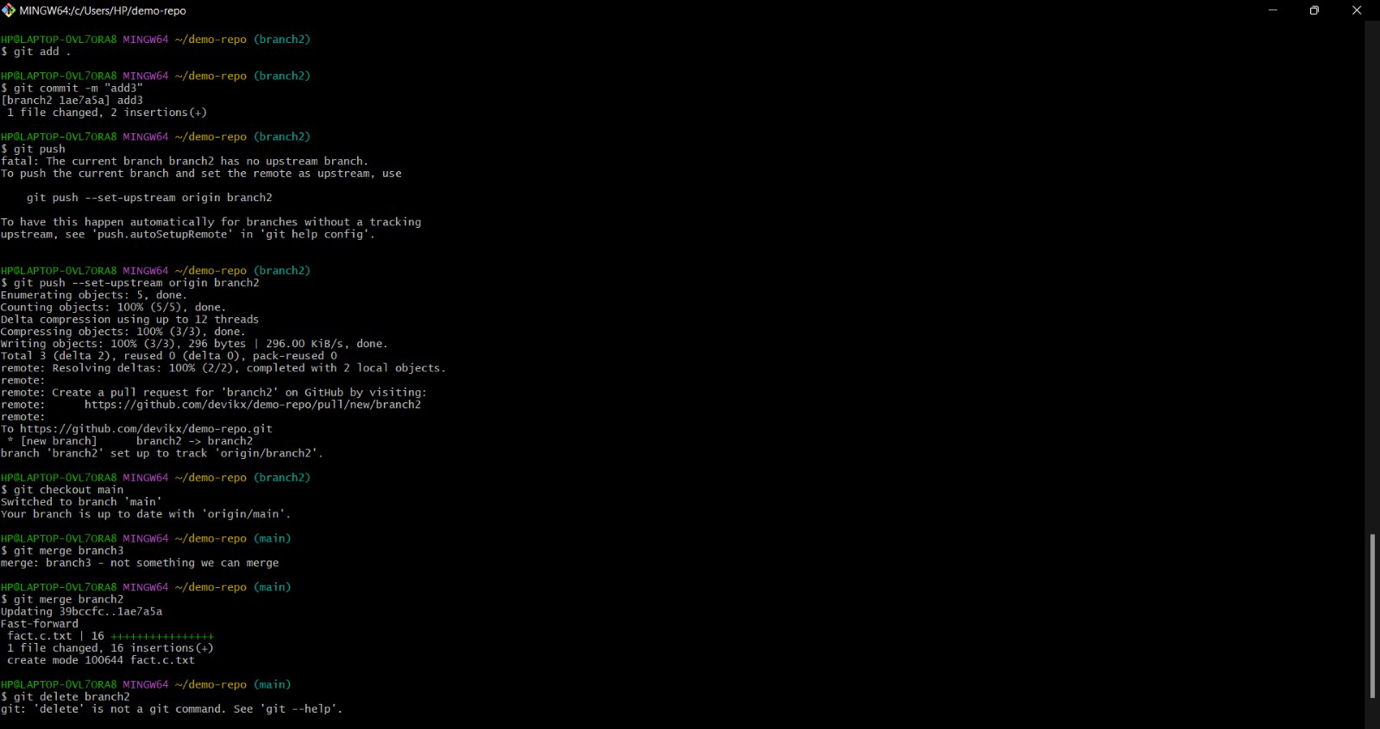 MINGW64:/c/Users/HP/demo-repo
HP@LAPTOP-OVL7ORA8 MINGW64 ~/demo-repo (branch2)
$ git add .
HP@LAPTOP-OVL7ORA8 MINGW64 ~/demo-repo (branch2)
$ git commit -m "add3"
[branch2 1ae7a5a] add3
 1 file changed, 2 insertions(+)
HP@LAPTOP-OVL7ORA8 MINGW64 ~/demo-repo (branch2)
$ git push
fatal: The current branch branch2 has no upstream branch.
To push the current branch and set the remote as upstream, use
    git push --set-upstream origin branch2
To have this happen automatically for branches without a tracking
upstream, see 'push.autoSetupRemote' in 'git help config'.
HP@LAPTOP-OVL7ORA8 MINGW64 ~/demo-repo (branch2)
$ git push --set-upstream origin branch2
Enumerating objects: 5, done.
Counting objects: 100% (5/5), done.
Delta compression using up to 12 threads
Compressing objects: 100% (3/3), done.
Writing objects: 100% (3/3), 296 bytes | 296.00 KiB/s, done.
Total 3 (delta 2), reused 0 (delta 0), pack-reused 0
remote: Resolving deltas: 100% (2/2), completed with 2 local objects.
remote:
remote: Create a pull request for 'branch2' on GitHub by visiting:
remote:      https://github.com/devikx/demo-repo/pull/new/branch2
remote:
To https://github.com/devikx/demo-repo.git
 * [new branch]      branch2 -> branch2
branch 'branch2' set up to track 'origin/branch2'.
HP@LAPTOP-OVL7ORA8 MINGW64 ~/demo-repo (branch2)
$ git checkout main
Switched to branch 'main'
Your branch is up to date with 'origin/main'.
HP@LAPTOP-OVL7ORA8 MINGW64 ~/demo-repo (main)
$ git merge branch3
merge: branch3 - not something we can merge
HP@LAPTOP-OVL7ORA8 MINGW64 ~/demo-repo (main)
$ git merge branch2
Updating 39bccfc..1ae7a5a
Fast-forward
 fact.c.txt | 16 ++++++++++++++++
 1 file changed, 16 insertions(+)
 create mode 100644 fact.c.txt
HP@LAPTOP-OVL7ORA8 MINGW64 ~/demo-repo (main)
$ git delete branch2
git: 'delete' is not a git command. See 'git --help'.